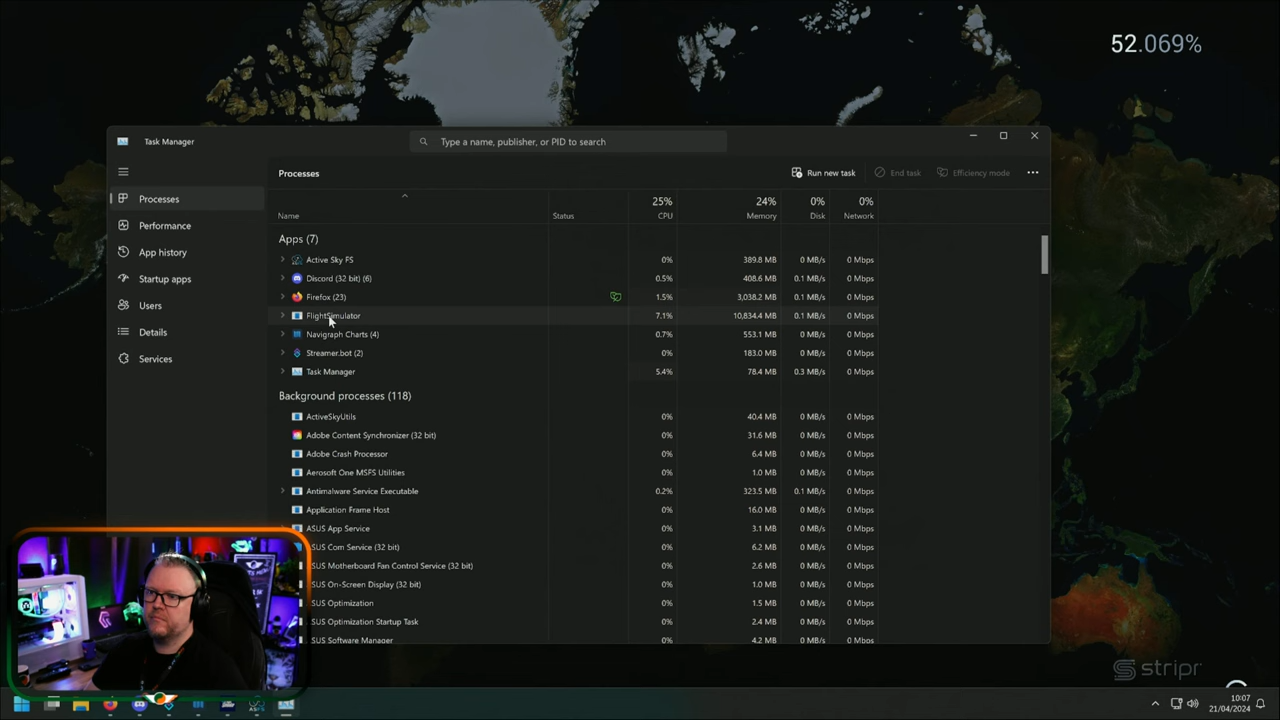 52.069%
Task Manager
Type a name, publisher, or PID to search
Processes
Run new task
End task
Efficiency mode
Processes
Performance
App history
Startup apps
Users
Details
Services
25% 24% 0% 0%
Name Status CPU Memory Disk Network
Apps (7)
Active Sky FS 0% 389.8 MB 0 MB/s 0 Mbps
Discord (32 bit) (6) 0.5% 408.6 MB 0.1 MB/s 0 Mbps
Firefox (23) 1.5% 3,038.2 MB 0.1 MB/s 0 Mbps
FlightSimulator 7.1% 10,834.4 MB 0.1 MB/s 0 Mbps
Navigraph Charts (4) 0.7% 553.1 MB 0 MB/s 0 Mbps
Streamer.bot (2) 0% 183.0 MB 0 MB/s 0 Mbps
Task Manager 5.4% 78.4 MB 0.3 MB/s 0 Mbps
Background processes (118)
ActiveSkyUtils 0% 40.4 MB 0 MB/s 0 Mbps
Adobe Content Synchronizer (32 bit) 0% 31.6 MB 0 MB/s 0 Mbps
Adobe Crash Processor 0% 6.4 MB 0 MB/s 0 Mbps
Aerosoft One MSFS Utilities 0% 1.0 MB 0 MB/s 0 Mbps
Antimalware Service Executable 0.2% 323.5 MB 0.1 MB/s 0 Mbps
Application Frame Host 0% 16.0 MB 0 MB/s 0 Mbps
ASUS App Service 0% 3.1 MB 0 MB/s 0 Mbps
SUS Com Service (32 bit) 0% 6.2 MB 0 MB/s 0 Mbps
SUS Motherboard Fan Control Service (32 bit) 0% 2.6 MB 0 MB/s 0 Mbps
SUS On-Screen Display (32 bit) 0% 1.0 MB 0 MB/s 0 Mbps
SUS Optimization 0% 1.5 MB 0 MB/s 0 Mbps
SUS Optimization Startup Task 0% 2.4 MB 0 MB/s 0 Mbps
SUS Software Manager 0% 4.2 MB 0 MB/s 0 Mbps
stripr
10:07
21/04/2024